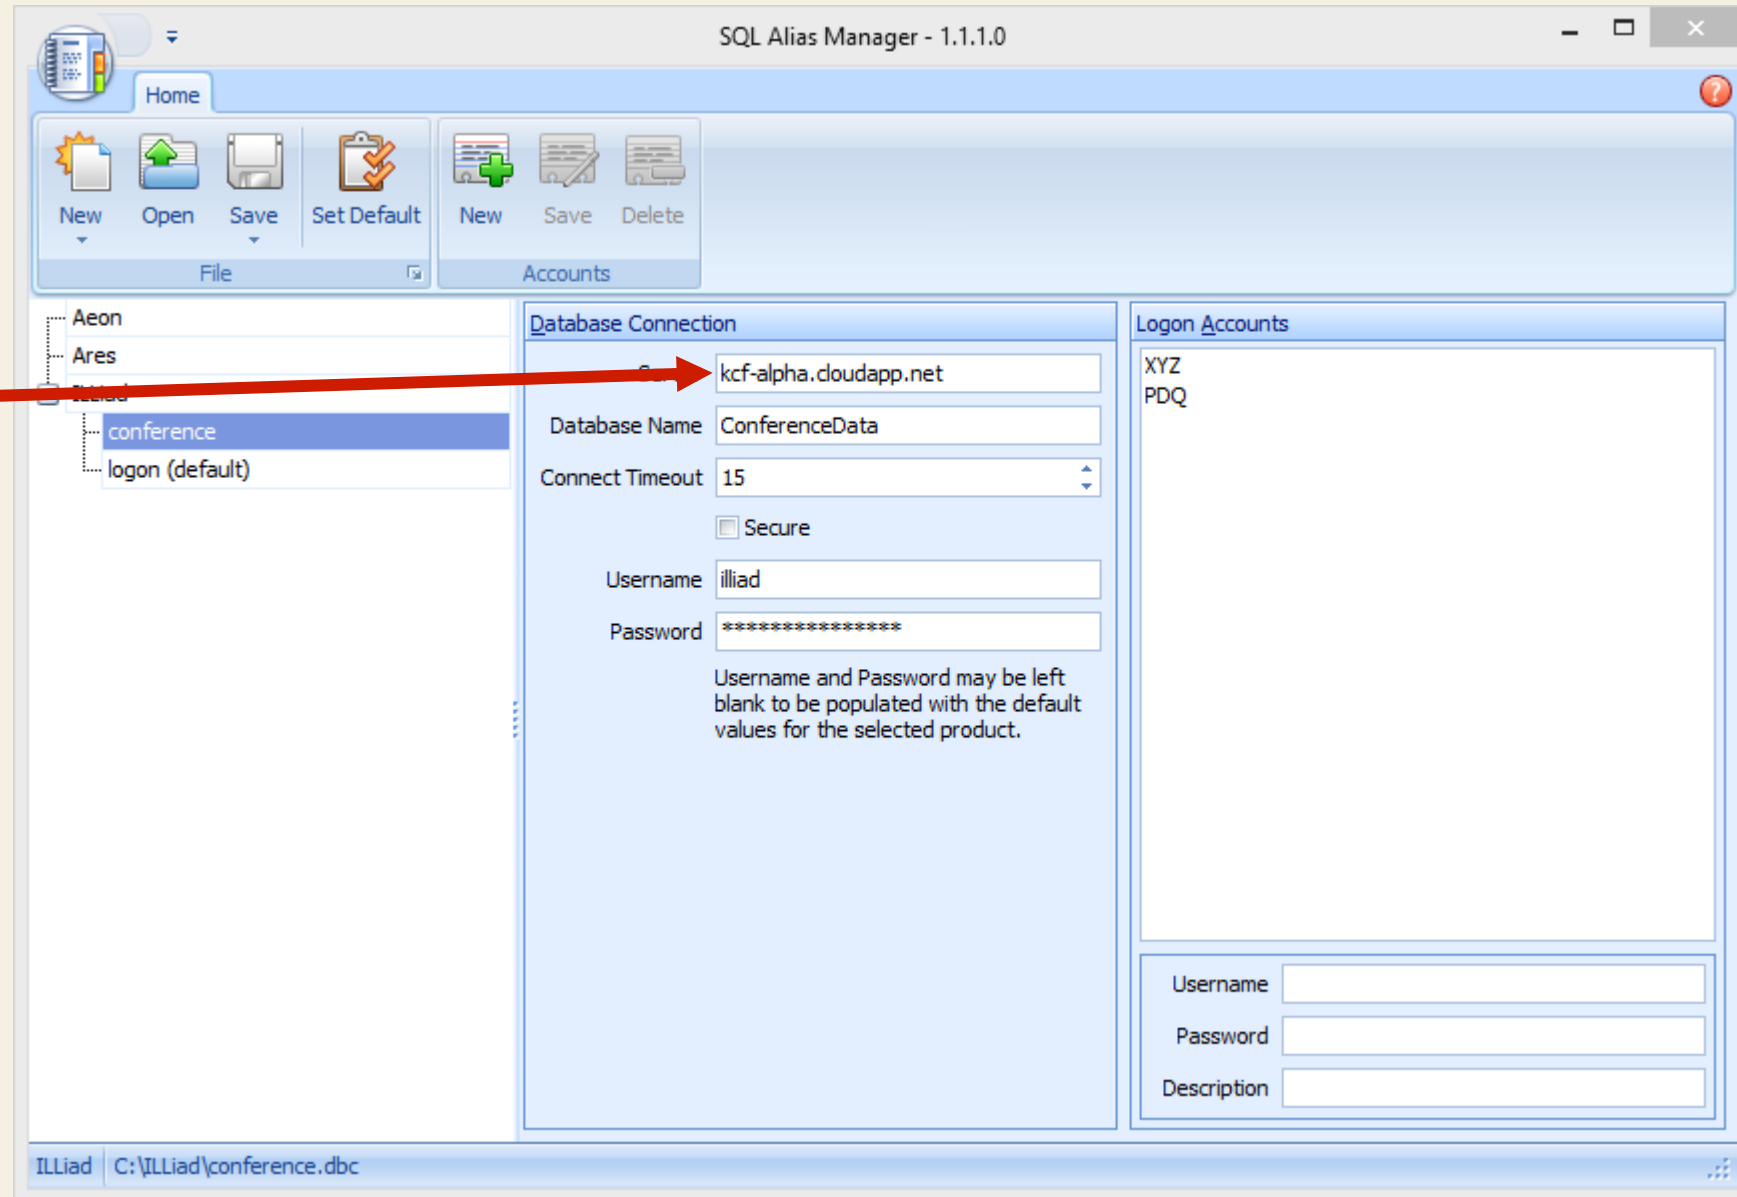 SQL Alias Manager - 1.1.1.0
Home
New
Open
Save
Set Default
New
Save
Delete
File
Accounts
Aeon
Ares
conference
logon (default)
Database Connection
kcf-alpha.cloudapp.net
Database Name ConferenceData
Connect Timeout 15
Secure
Username illiad
Password ***************
Username and Password may be left
blank to be populated with the default
values for the selected product.
Logon Accounts
XYZ
PDQ
Username
Password
Description
ILLiad C:\ILLiad\conference.dbc